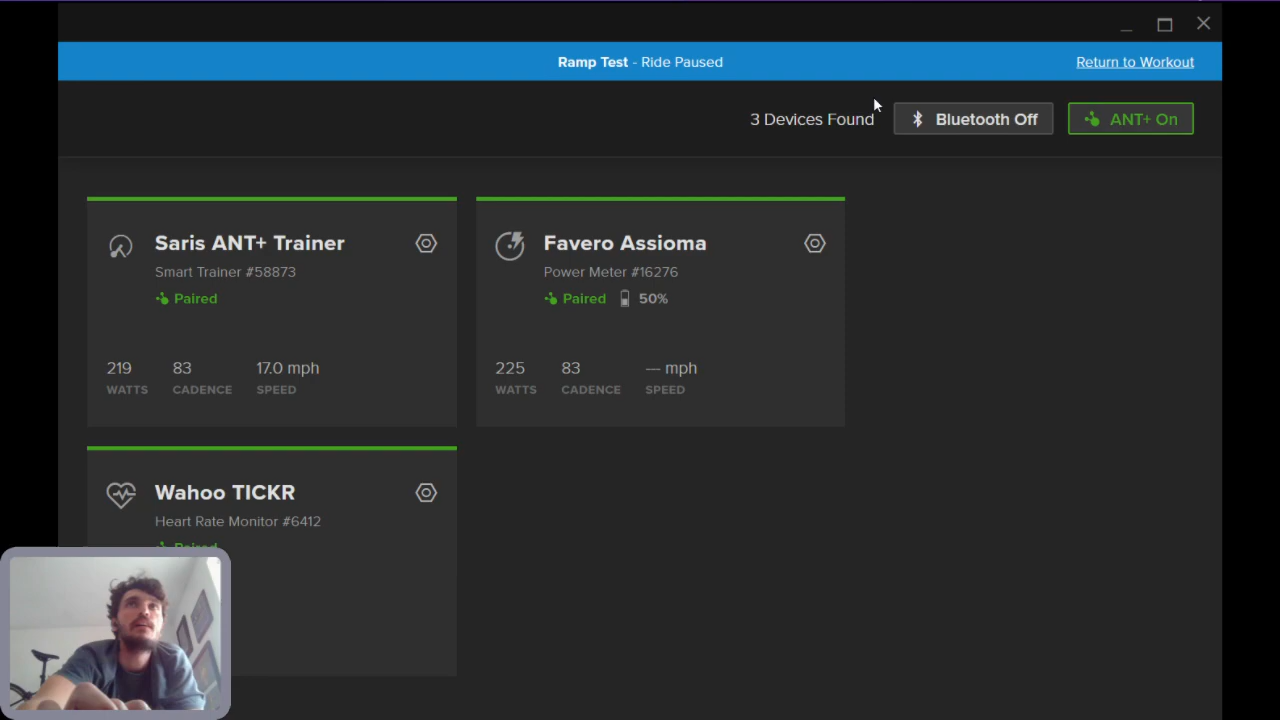 Ramp Test - Ride Paused
Return to Workout
3 Devices Found
Bluetooth Off
ANT+ On
Saris ANT+ Trainer
Smart Trainer #58873
Paired
219
83
17.0 mph
WATTS
CADENCE
SPEED
Favero Assioma
Power Meter #16276
Paired
50%
225
83
— mph
WATTS
CADENCE
SPEED
Wahoo TICKR
Heart Rate Monitor #6412
Paired